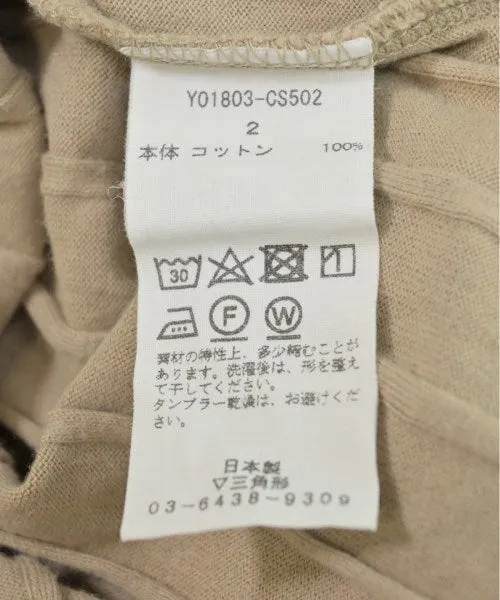 Y01803-CS502
2
本体 コットン 100%
30
F W
素材の特性上、多少縮むことが
あります。洗濯後は、形を整え
て干してください。
タンブラー乾燥は、お避けくだ
さい。
日本製
▽三角形
03-6438-9309